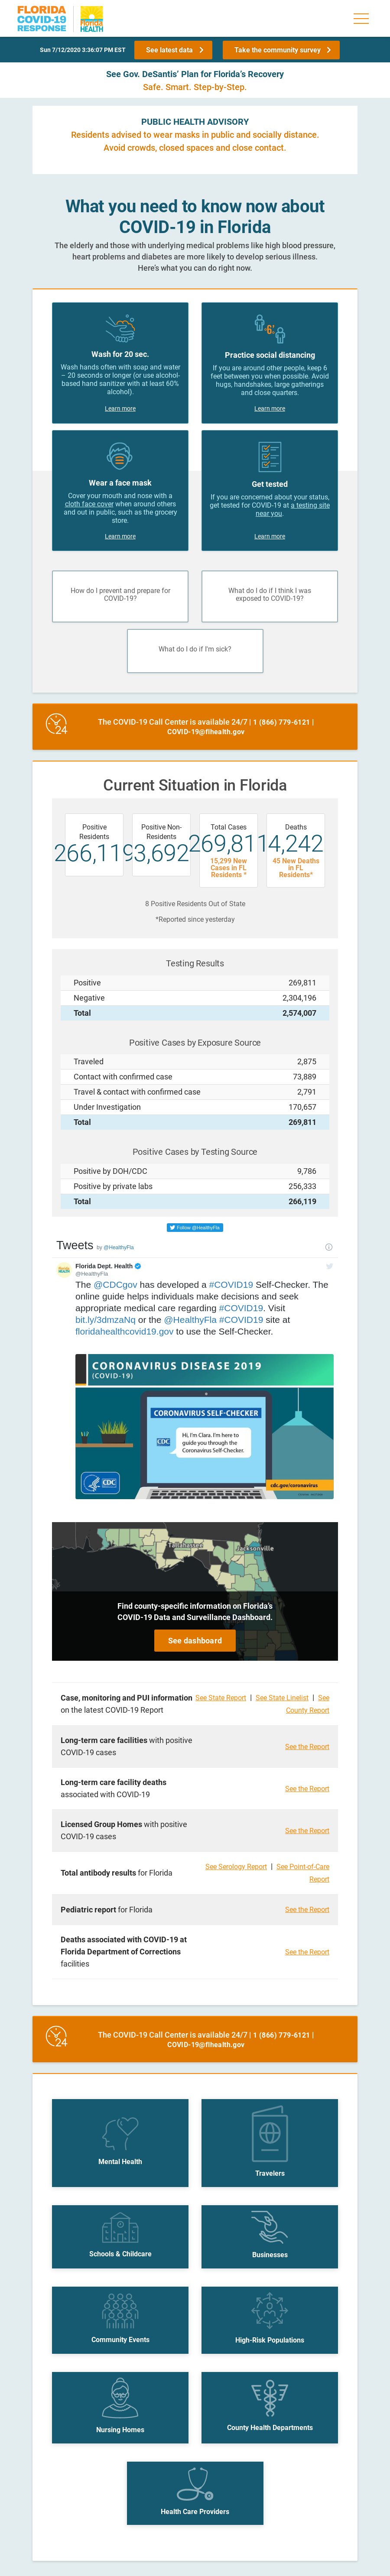 FLORIDA
COVID-19
RESPONSE
Florida
HEALTH
Sun 7/12/2020 3:36:07 PM EST
See latest data
Take the community survey
See Gov. DeSantis’ Plan for Florida’s Recovery
Safe. Smart. Step-by-Step.
PUBLIC HEALTH ADVISORY
Residents advised to wear masks in public and socially distance.
Avoid crowds, closed spaces and close contact.
What you need to know now about
COVID-19 in Florida
The elderly and those with underlying medical problems like high blood pressure,
heart problems and diabetes are more likely to develop serious illness.
Here’s what you can do right now.
Wash for 20 sec.
Wash hands often with soap and water
– 20 seconds or longer (or use alcohol-
based hand sanitizer with at least 60%
alcohol).
Learn more
6'
Practice social distancing
If you are around other people, keep 6
feet between you when possible. Avoid
hugs, handshakes, large gatherings
and close quarters.
Learn more
Wear a face mask
Cover your mouth and nose with a
cloth face cover when around others
and out in public, such as the grocery
store.
Learn more
Get tested
If you are concerned about your status,
get tested for COVID-19 at a testing site
near you.
Learn more
How do I prevent and prepare for
COVID-19?
What do I do if I think I was
exposed to COVID-19?
What do I do if I'm sick?
24
The COVID-19 Call Center is available 24/7 | 1 (866) 779-6121 |
COVID-19@flhealth.gov
Current Situation in Florida
Positive
Residents
266,119
Positive Non-
Residents
3,692
Total Cases
269,811
15,299 New
Cases in FL
Residents *
Deaths
4,242
45 New Deaths
in FL
Residents*
8 Positive Residents Out of State
*Reported since yesterday
Testing Results
Positive 269,811
Negative 2,304,196
Total 2,574,007
Positive Cases by Exposure Source
Traveled 2,875
Contact with confirmed case 73,889
Travel & contact with confirmed case 2,791
Under Investigation 170,657
Total 269,811
Positive Cases by Testing Source
Positive by DOH/CDC 9,786
Positive by private labs 256,333
Total 266,119
Follow @HealthyFla
Tweets by @HealthyFla
Florida Dept. Health
@HealthyFla
The @CDCgov has developed a #COVID19 Self-Checker. The
online guide helps individuals make decisions and seek
appropriate medical care regarding #COVID19. Visit
bit.ly/3dmzaNq or the @HealthyFla #COVID19 site at
floridahealthcovid19.gov to use the Self-Checker.
CORONAVIRUS DISEASE 2019
(COVID-19)
CORONAVIRUS SELF-CHECKER
CDC
Hi, I'm Clara. I'm here to
guide you through the
Coronavirus Self-Checker.
CDC
cdc.gov/coronavirus
Tallahassee
Jacksonville
Find county-specific information on Florida’s
COVID-19 Data and Surveillance Dashboard.
See dashboard
Case, monitoring and PUI information
on the latest COVID-19 Report
See State Report | See State Linelist | See
County Report
Long-term care facilities with positive
COVID-19 cases
See the Report
Long-term care facility deaths
associated with COVID-19
See the Report
Licensed Group Homes with positive
COVID-19 cases
See the Report
Total antibody results for Florida
See Serology Report | See Point-of-Care
Report
Pediatric report for Florida
See the Report
Deaths associated with COVID-19 at
Florida Department of Corrections
facilities
See the Report
24
The COVID-19 Call Center is available 24/7 | 1 (866) 779-6121 |
COVID-19@flhealth.gov
Mental Health
Travelers
Schools & Childcare
Businesses
Community Events
High-Risk Populations
Nursing Homes
County Health Departments
Health Care Providers